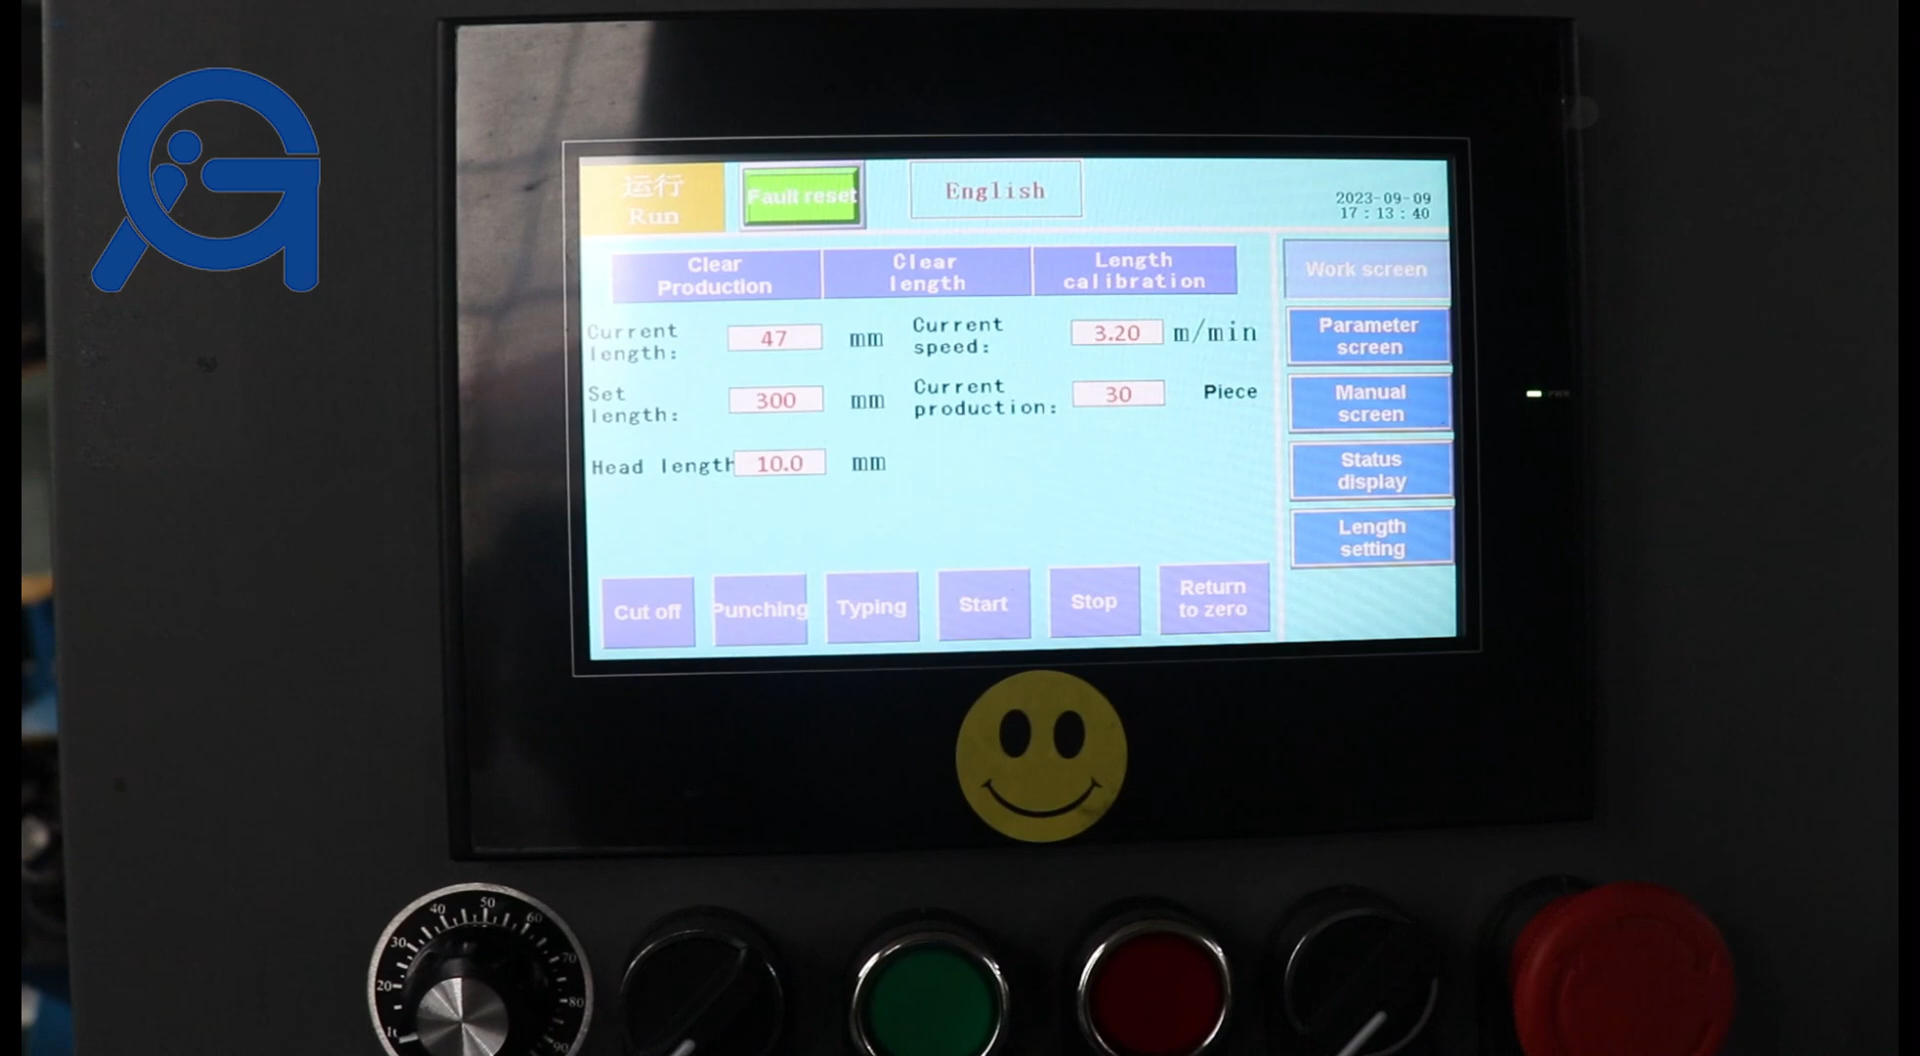 运行
Run
Fault reset
English
2023-09-09
17:13:40
Clear
Production
Clear
length
Length
calibration
Work screen
Current
length:
47
mm
Current
speed:
3.20
m/min
Parameter
screen
Set
length:
300
mm
Current
production:
30
Piece
Manual
screen
Head length
10.0
mm
Status
display
Length
setting
Cut off
Punching
Typing
Start
Stop
Return
to zero
20
30
40
50
60
70
80
90